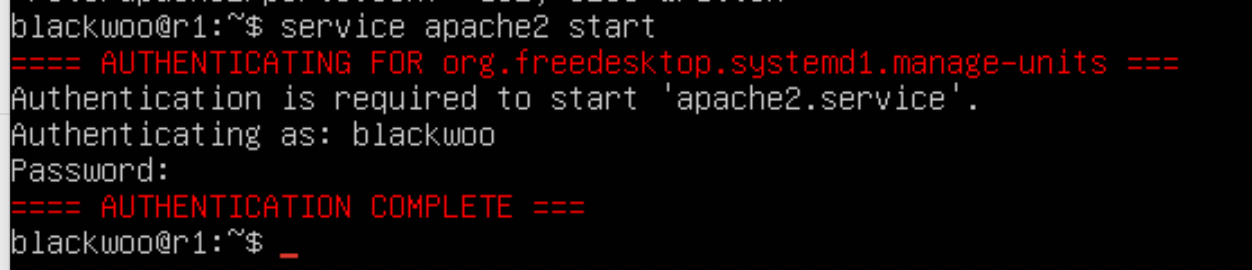 blackwoo@r1:~$ service apache2 start
==== AUTHENTICATING FOR org.freedesktop.systemd1.manage-units ===
Authentication is required to start 'apache2.service'.
Authenticating as: blackwoo
Password:
==== AUTHENTICATION COMPLETE ===
blackwoo@r1:~$ _